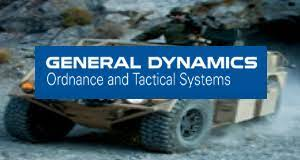 GENERAL DYNAMICS
Ordnance and Tactical Systems